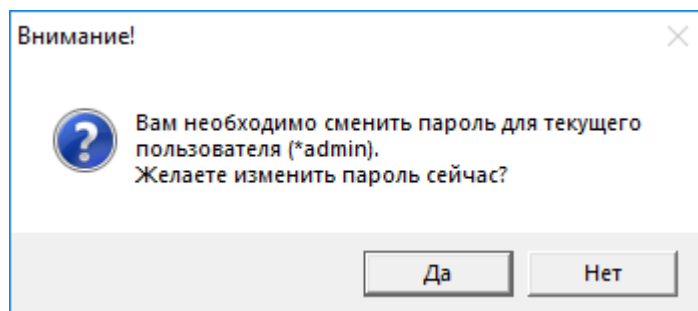 Внимание!
Вам необходимо сменить пароль для текущего
пользователя (*admin).
Желаете изменить пароль сейчас?
Да
Нет